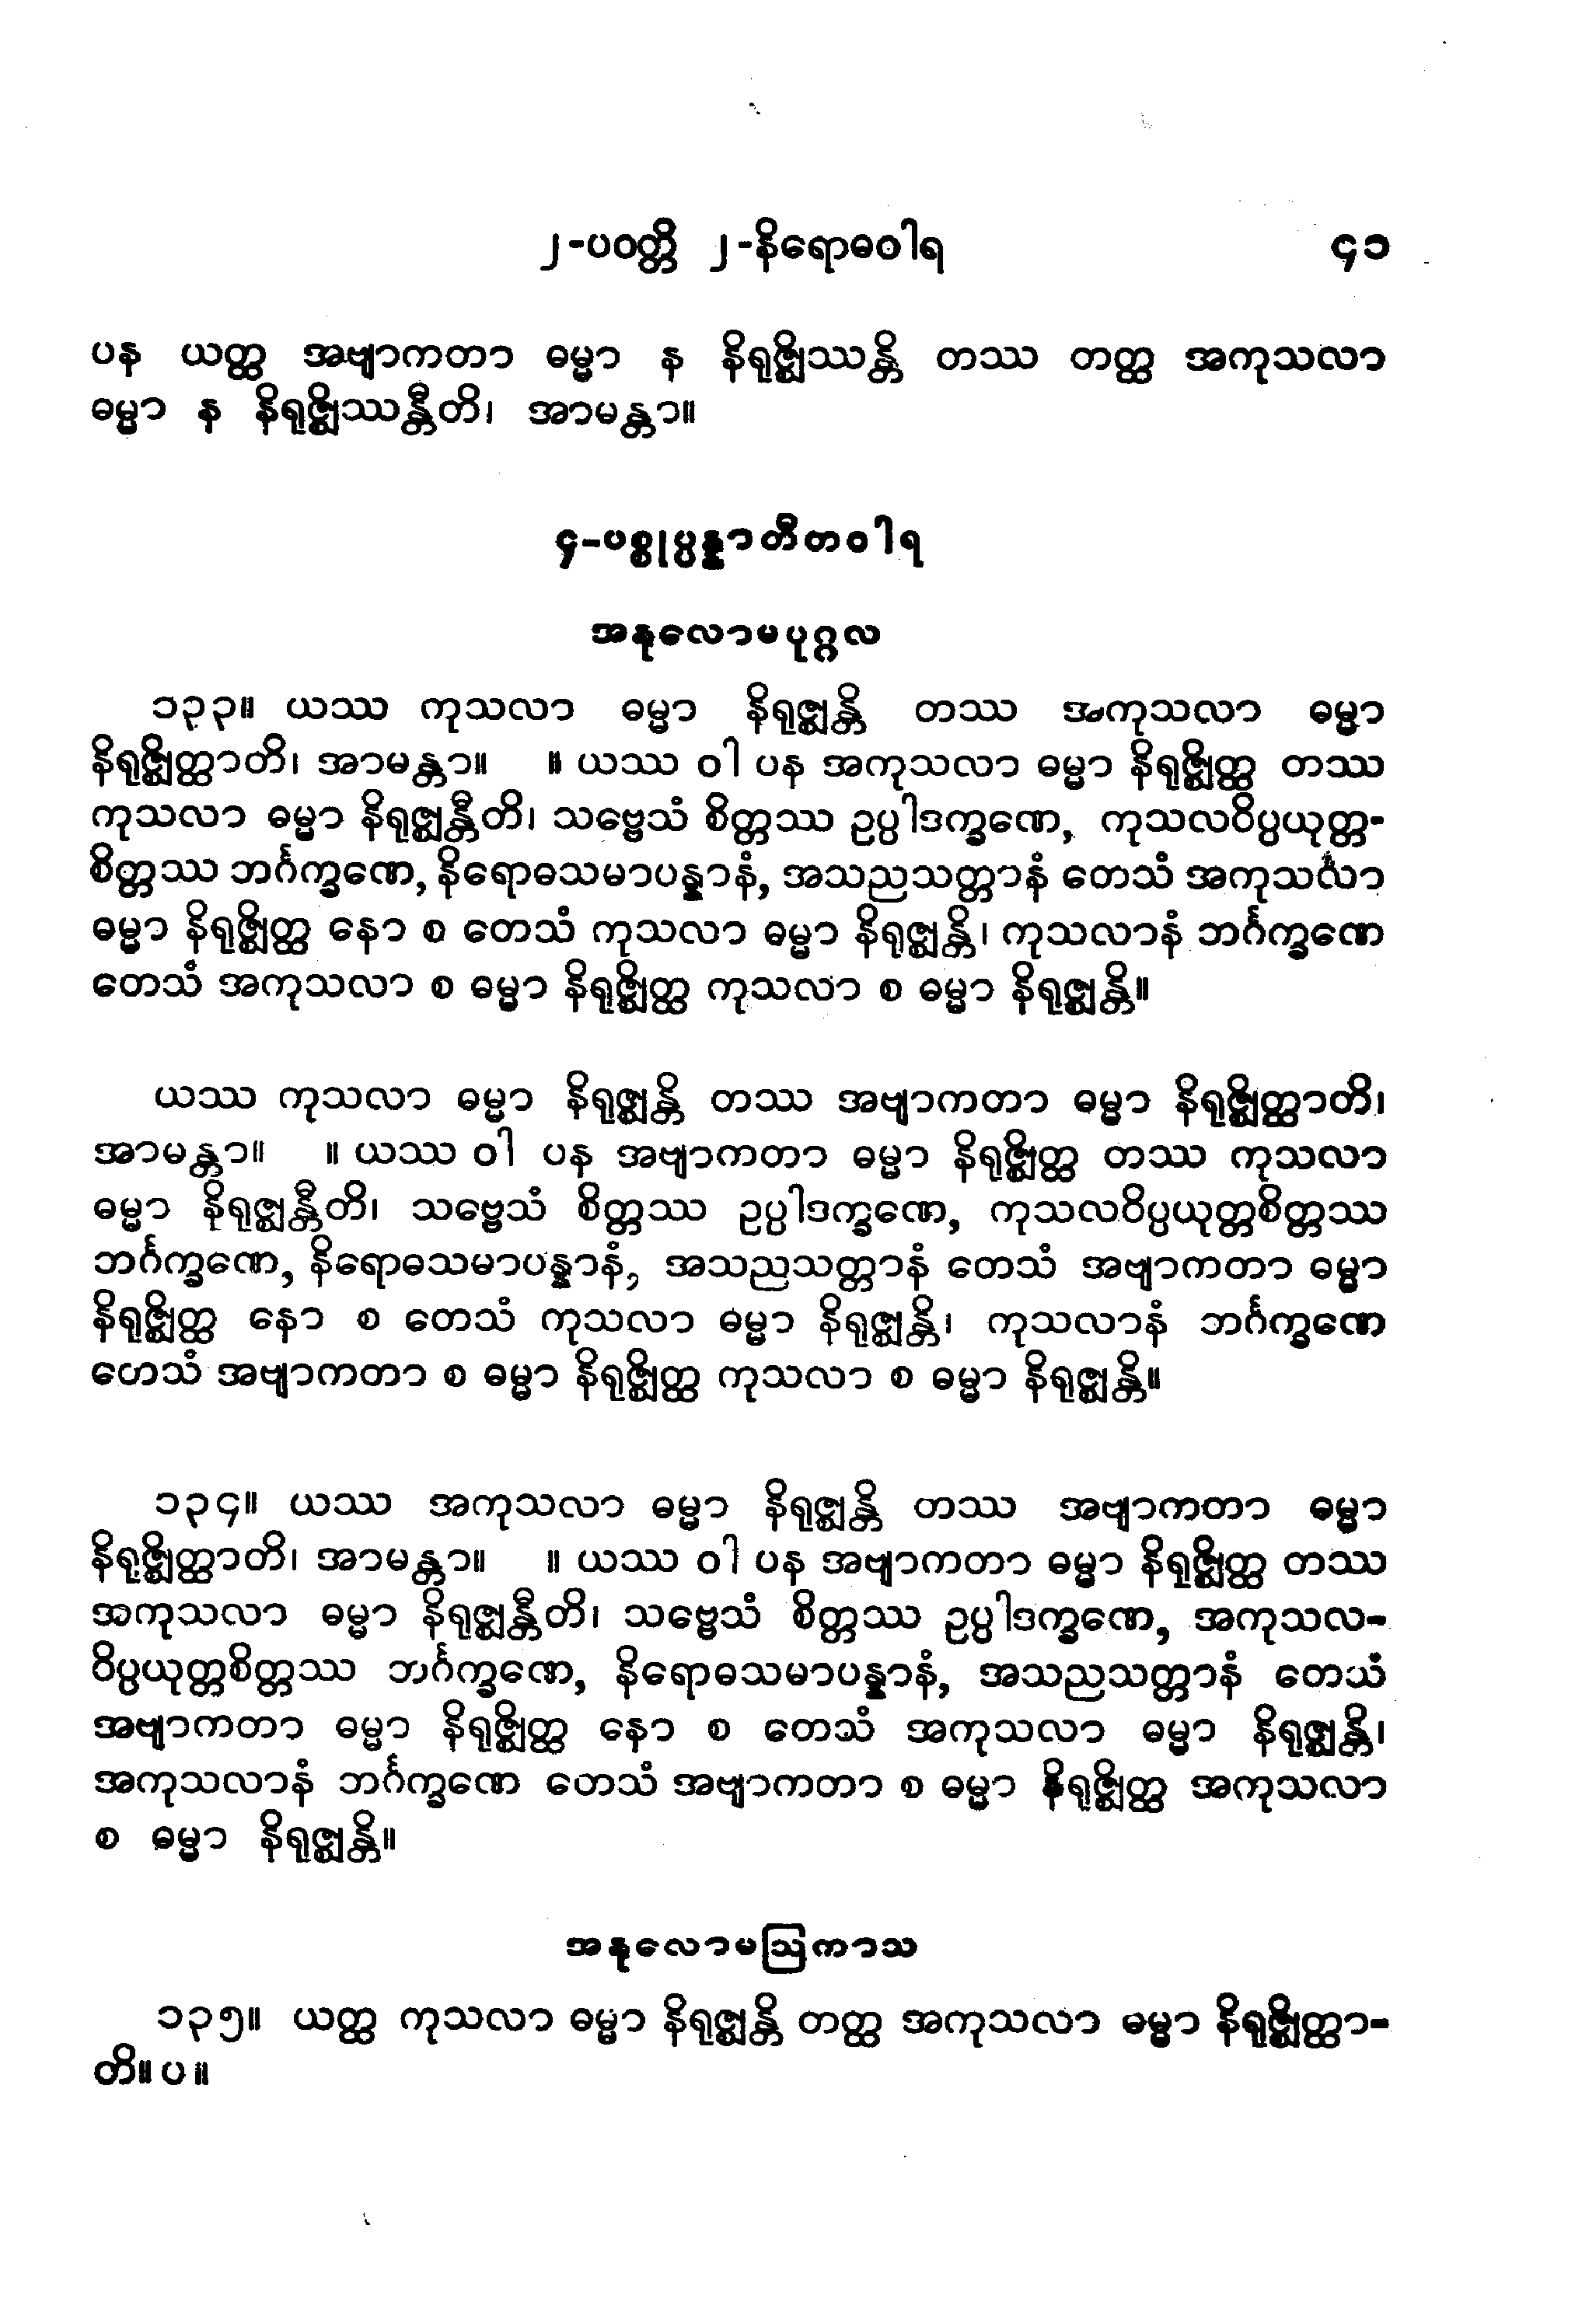 ၂-ပဝတ္တိ ၂-နိရောဓဝါရ ၄၁
ပန ယတ္ထ အဗျာကတာ ဓမ္မာ န နိရုဇ္ဈိဿန္တိ တဿ တတ္ထ အကုသလာ
ဓမ္မာ န နိရုဇ္ဈိဿန္တီတိ၊ အာမန္တာ။
၄-ပစ္စုပ္ပန္နာတီတဝါရ
အနုလောမပုဂ္ဂလ
၁၃၃။ ယဿ ကုသလာ ဓမ္မာ နိရုဇ္ဈန္တိ တဿ အကုသလာ ဓမ္မာ
နိရုဇ္ဈိတ္ထာတိ၊ အာမန္တာ။ ။ ယဿ ဝါ ပန အကုသလာ ဓမ္မာ နိရုဇ္ဈိတ္ထ တဿ
ကုသလာ ဓမ္မာ နိရုဇ္ဈန္တီတိ၊ သဗ္ဗေသံ စိတ္တဿ ဥပ္ပါဒက္ခဏေ, ကုသလဝိပ္ပယုတ္တ-
စိတ္တဿ ဘင်္ဂက္ခဏေ, နိရောဓသမာပန္နာနံ, အသညသတ္တာနံ တေသံ အကုသလာ
ဓမ္မာ နိရုဇ္ဈိတ္ထ နော စ တေသံ ကုသလာ ဓမ္မာ နိရုဇ္ဈန္တိ၊ ကုသလာနံ ဘင်္ဂက္ခဏေ
တေသံ အကုသလာ စ ဓမ္မာ နိရုဇ္ဈိတ္ထ ကုသလာ စ ဓမ္မာ နိရုဇ္ဈန္တိ။
ယဿ ကုသလာ ဓမ္မာ နိရုဇ္ဈန္တိ တဿ အဗျာကတာ ဓမ္မာ နိရုဇ္ဈိတ္ထာတိ၊
အာမန္တာ။ ။ ယဿ ဝါ ပန အဗျာကတာ ဓမ္မာ နိရုဇ္ဈိတ္ထ တဿ ကုသလာ
ဓမ္မာ နိရုဇ္ဈန္တီတိ၊ သဗ္ဗေသံ စိတ္တဿ ဥပ္ပါဒက္ခဏေ, ကုသလဝိပ္ပယုတ္တစိတ္တဿ
ဘင်္ဂက္ခဏေ, နိရောဓသမာပန္နာနံ, အသညသတ္တာနံ တေသံ အဗျာကတာ ဓမ္မာ
နိရုဇ္ဈိတ္ထ နော စ တေသံ ကုသလာ ဓမ္မာ နိရုဇ္ဈန္တိ၊ ကုသလာနံ ဘင်္ဂက္ခဏေ
တေသံ အဗျာကတာ စ ဓမ္မာ နိရုဇ္ဈိတ္ထ ကုသလာ စ ဓမ္မာ နိရုဇ္ဈန္တိ။
၁၃၄။ ယဿ အကုသလာ ဓမ္မာ နိရုဇ္ဈန္တိ တဿ အဗျာကတာ ဓမ္မာ
နိရုဇ္ဈိတ္ထာတိ၊ အာမန္တာ။ ။ ယဿ ဝါ ပန အဗျာကတာ ဓမ္မာ နိရုဇ္ဈိတ္ထ တဿ
အကုသလာ ဓမ္မာ နိရုဇ္ဈန္တီတိ၊ သဗ္ဗေသံ စိတ္တဿ ဥပ္ပါဒက္ခဏေ, အကုသလ-
ဝိပ္ပယုတ္တစိတ္တဿ ဘင်္ဂက္ခဏေ, နိရောဓသမာပန္နာနံ, အသညသတ္တာနံ တေသံ
အဗျာကတာ ဓမ္မာ နိရုဇ္ဈိတ္ထ နော စ တေသံ အကုသလာ ဓမ္မာ နိရုဇ္ဈန္တိ၊
အကုသလာနံ ဘင်္ဂက္ခဏေ တေသံ အဗျာကတာ စ ဓမ္မာ နိရုဇ္ဈိတ္ထ အကုသလာ
စ ဓမ္မာ နိရုဇ္ဈန္တိ။
အနုလောမဩကာသ
၁၃၅။ ယတ္ထ ကုသလာ ဓမ္မာ နိရုဇ္ဈန္တိ တတ္ထ အကုသလာ ဓမ္မာ နိရုဇ္ဈိတ္ထာ-
တိ။ပ။